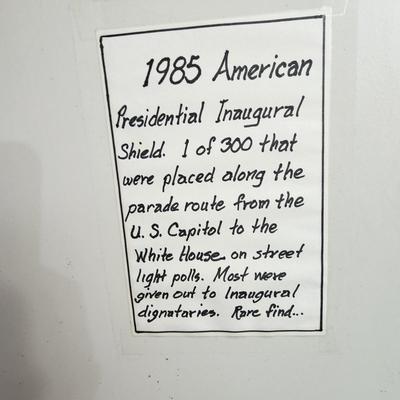 1985 American
Presidential Inaugural
Shield. 1 of 300 that
were placed along the
parade route from the
U.S. Capitol to the
White House on street
light polls. Most were
given out to Inaugural
dignataries. Rare find...